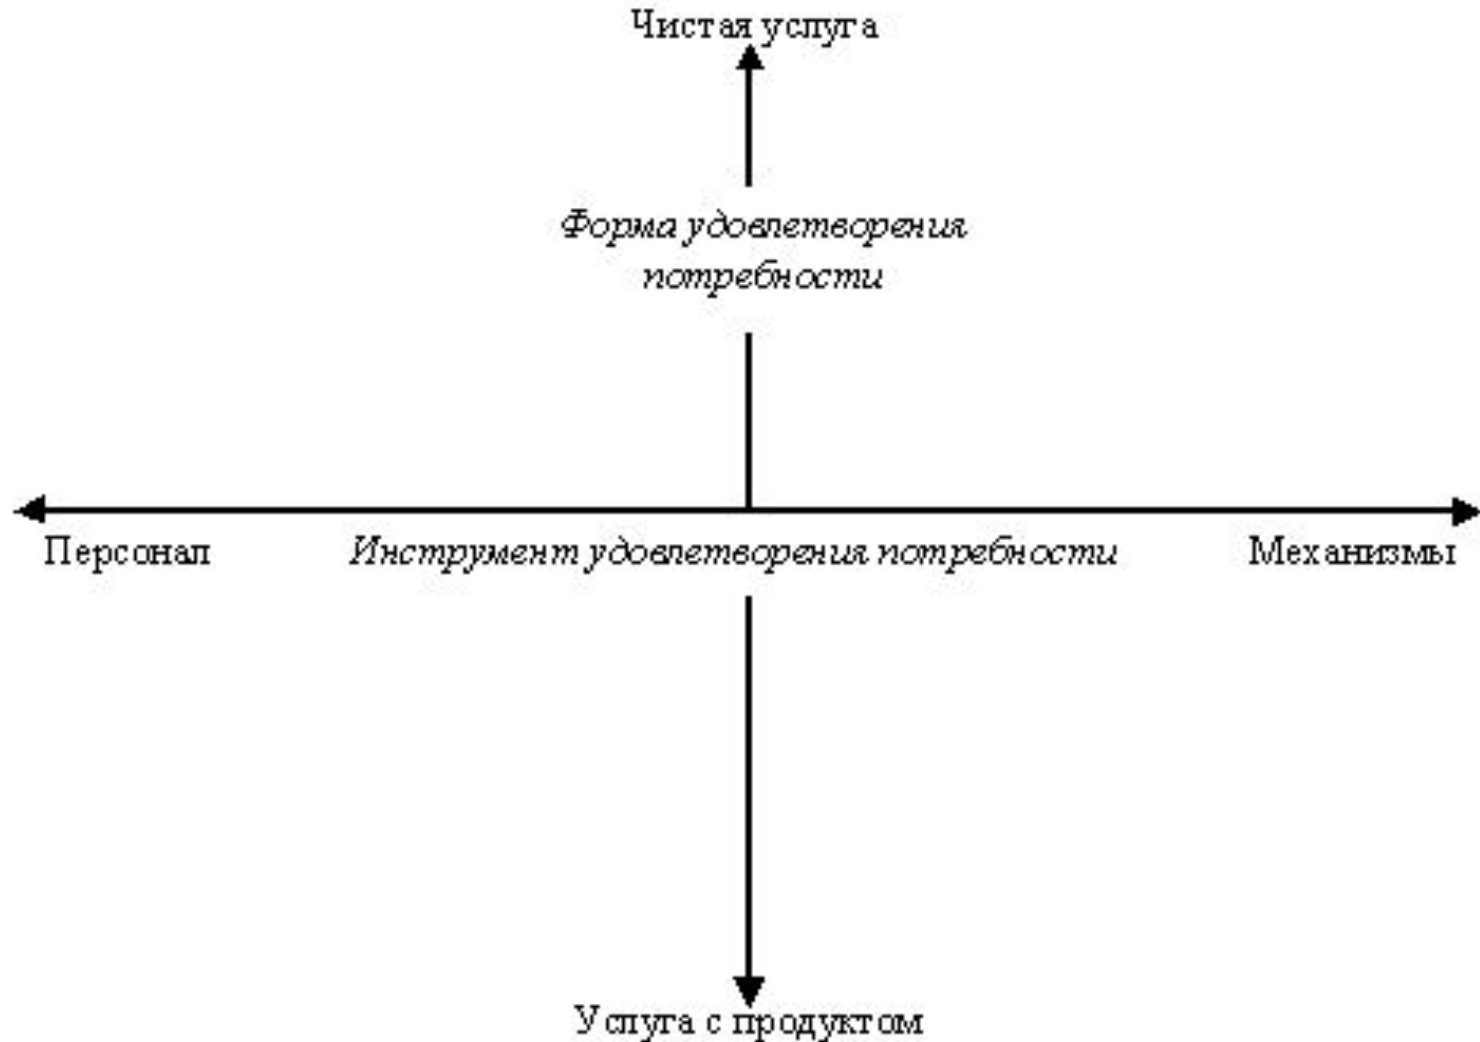 Чистая услуга
Форма удовлетворения
потребности
Персонал
Инструмент удовлетворения потребности
Механизмы
Услуга с продуктом